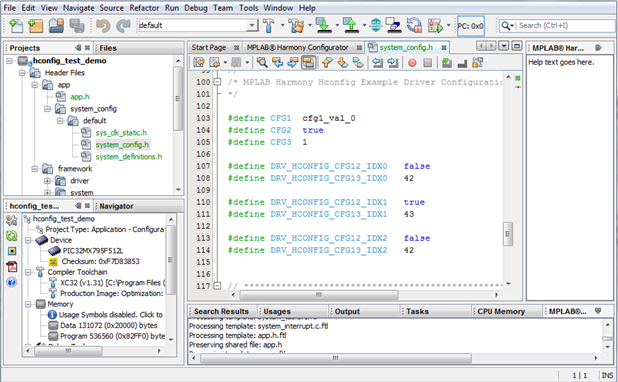 File Edit View Navigate Source Refactor Run Debug Team Tools Window Help
default
PC: 0x0
Search (Ctrl+I)
Projects
Files
hconfig_test_demo
Header Files
app
app.h
system_config
default
sys_clk_static.h
system_config.h
system_definitions.h
framework
driver
system
hconfig_tes...
Navigator
hconfig_test_demo
Project Type: Application - Configura
Device
PIC32MX795F512L
Checksum: 0xF7D83853
Compiler Toolchain
XC32 (v1.31) [C:\Program Files (
Production Image: Optimization:
Memory
Usage Symbols disabled. Click to
Data 131072 (0x20000) bytes
Program 536560 (0x82FF0) bytes
Start Page
MPLAB® Harmony Configurator
system_config.h
99 //
100 /* MPLAB Harmony Hconfig Example Driver Configuration
101 */
102
103 #define CFG1 cfg1_val_0
104 #define CFG2 true
105 #define CFG3 1
106
107 #define DRV_HCONFIG_CFG12_IDX0 false
108 #define DRV_HCONFIG_CFG13_IDX0 42
109
110 #define DRV_HCONFIG_CFG12_IDX1 true
111 #define DRV_HCONFIG_CFG13_IDX1 43
112
113 #define DRV_HCONFIG_CFG12_IDX2 false
114 #define DRV_HCONFIG_CFG13_IDX2 42
115
116
117 // ****************************************
MPLAB® Har...
Help text goes here.
Search Results
Usages
Output
Tasks
CPU Memory
MPLAB®...
Processing template: system_interrupt.c.ftl
Processing template: app.h.ftl
Preserving shared file: app.h
1 | 1
INS